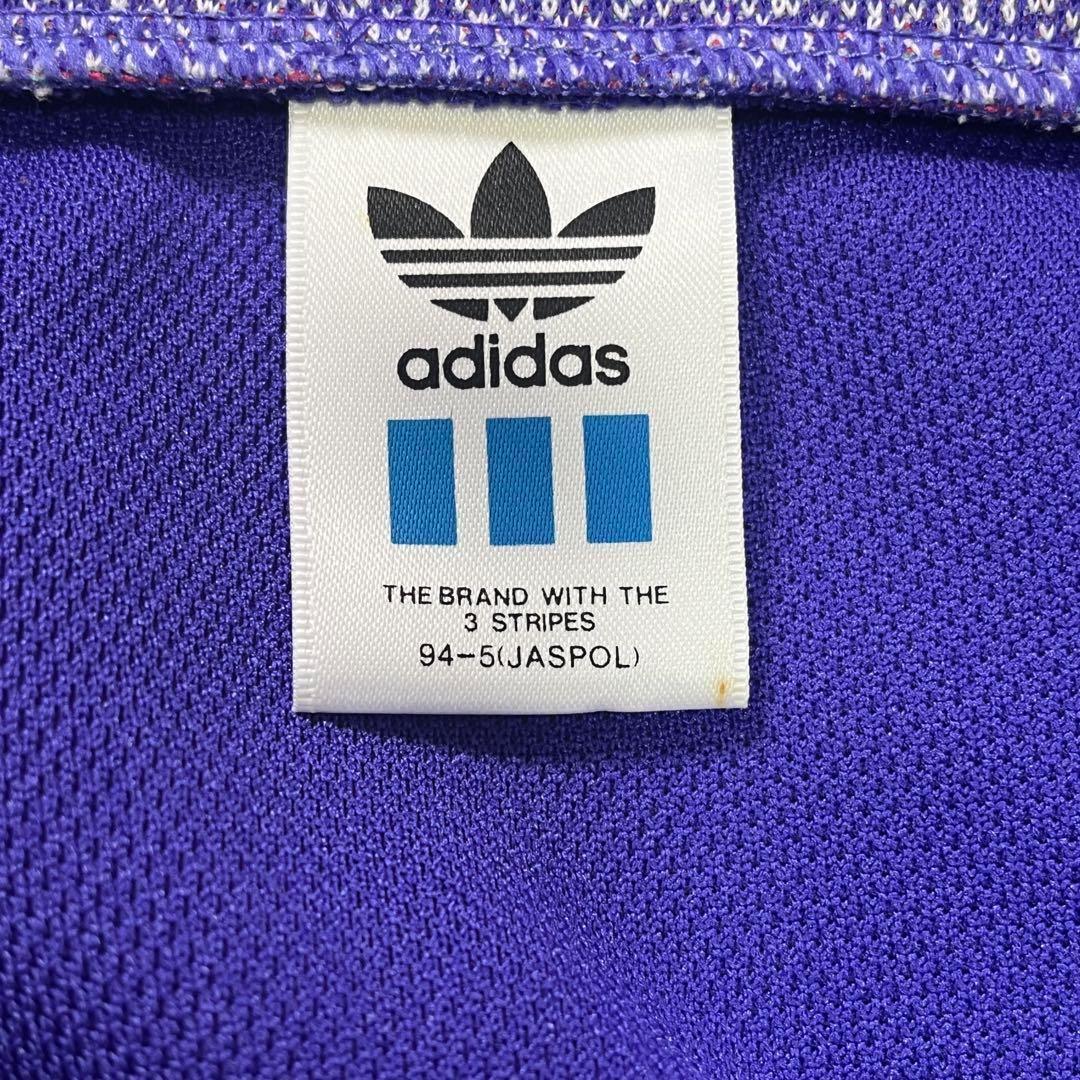 adidas
THE BRAND WITH THE
3 STRIPES
94-5(JASPOL)